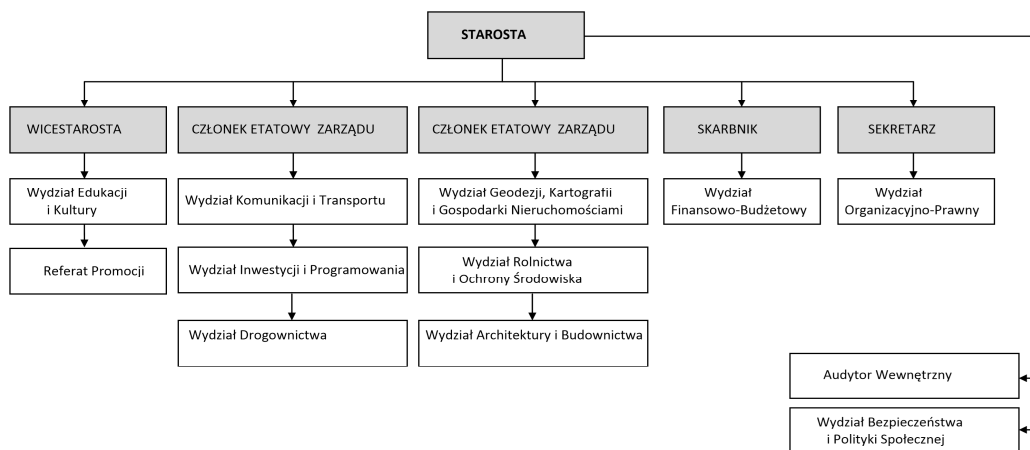 STAROSTA
WICESTAROSTA
CZŁONEK ETATOWY ZARZĄDU
CZŁONEK ETATOWY ZARZĄDU
SKARBNIK
SEKRETARZ
Wydział Edukacji
i Kultury
Wydział Komunikacji i Transportu
Wydział Geodezji, Kartografii
i Gospodarki Nieruchomościami
Wydział
Finansowo-Budżetowy
Wydział
Organizacyjno-Prawny
Referat Promocji
Wydział Inwestycji i Programowania
Wydział Rolnictwa
i Ochrony Środowiska
Wydział Drogownictwa
Wydział Architektury i Budownictwa
Audytor Wewnętrzny
Wydział Bezpieczeństwa
i Polityki Społecznej